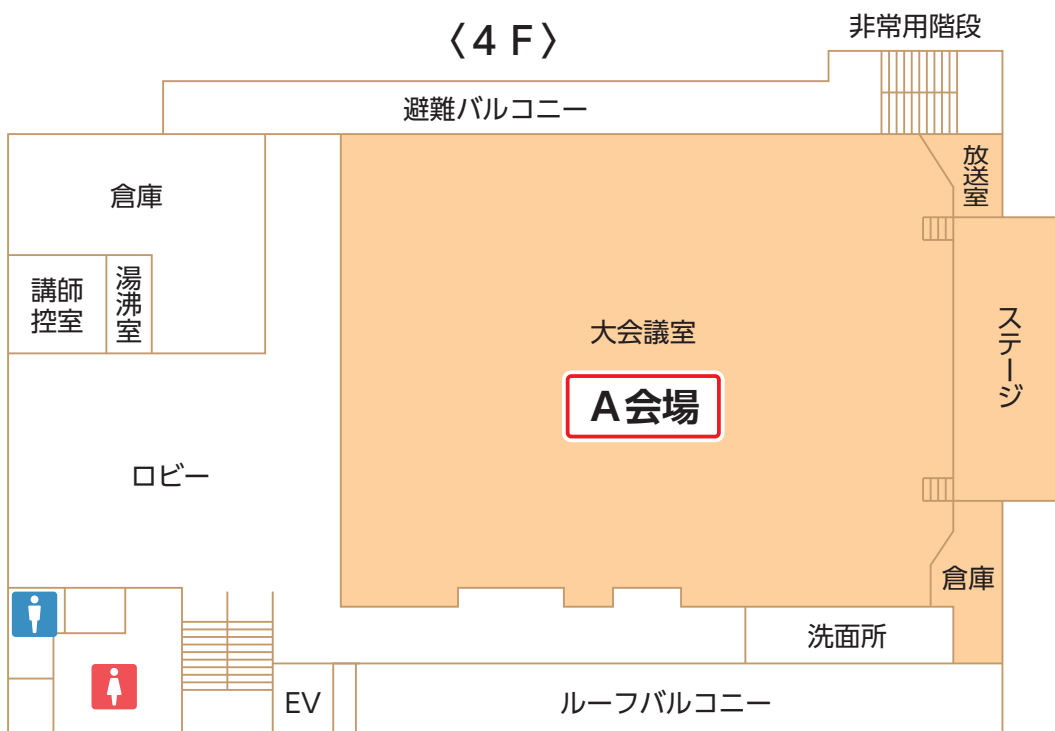 〈4 F〉
非常用階段
避難バルコニー
倉庫
放送室
講師
控室
湯沸室
大会議室
ステージ
A会場
ロビー
倉庫
洗面所
EV
ルーフバルコニー